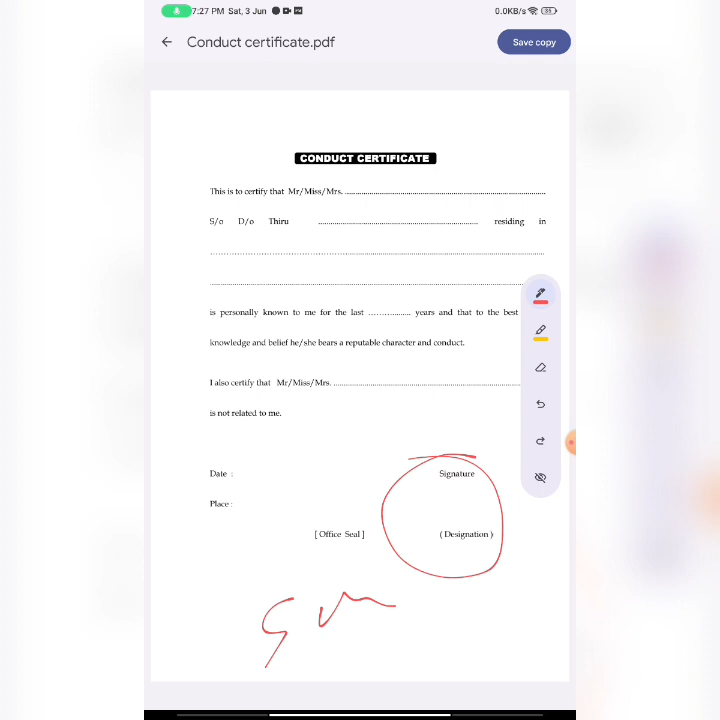 7:27 PM Sat, 3 Jun 0.0KB/s 35
Conduct certificate.pdf Save copy
CONDUCT CERTIFICATE
This is to certify that Mr/Miss/Mrs. ................................................................................
S/o D/o Thiru ................................................................ residing in
................................................................................................................................
................................................................................................................................
is personally known to me for the last ................. years and that to the best
knowledge and belief he/she bears a reputable character and conduct.
I also certify that Mr/Miss/Mrs. ...........................................................................
is not related to me.
Date : Signature
Place :
[ Office Seal ] ( Designation )